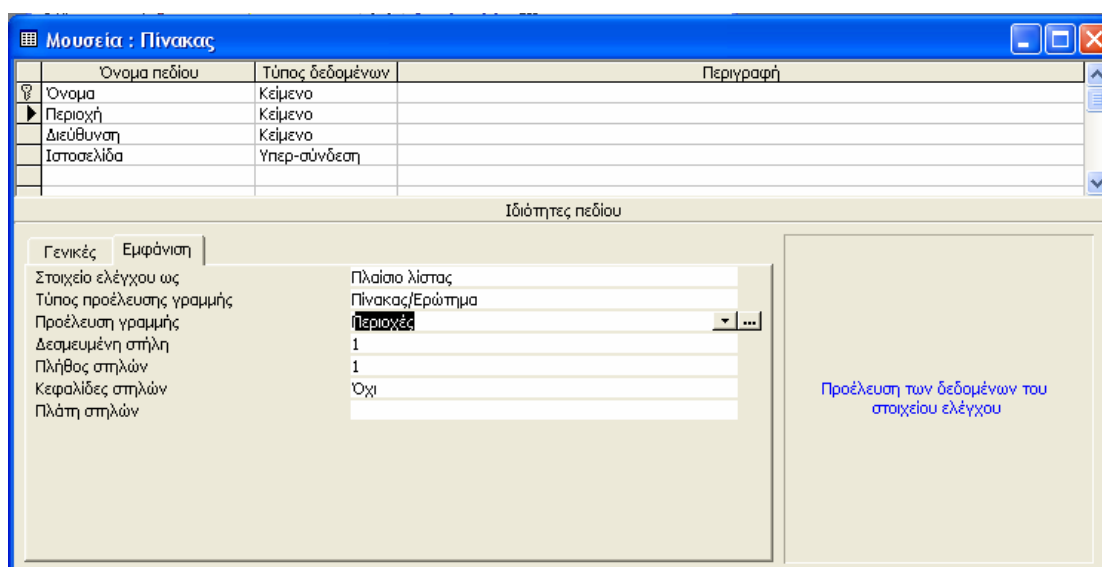 Μουσεία : Πίνακας
Όνομα πεδίου Τύπος δεδομένων Περιγραφή
Όνομα Κείμενο
Περιοχή Κείμενο
Διεύθυνση Κείμενο
Ιστοσελίδα Υπερ-σύνδεση
Ιδιότητες πεδίου
Γενικές Εμφάνιση
Στοιχείο ελέγχου ως Πλαίσιο λίστας
Τύπος προέλευσης γραμμής Πίνακας/Ερώτημα
Προέλευση γραμμής Περιοχές ...
Δεσμευμένη στήλη 1
Πλήθος στηλών 1
Κεφαλίδες στηλών Όχι
Πλάτη στηλών
Προέλευση των δεδομένων του
στοιχείου ελέγχου